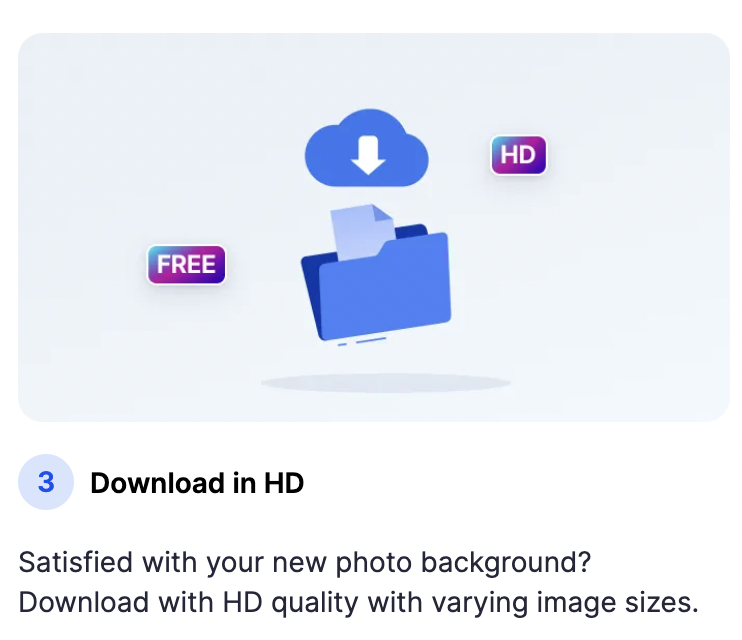 HD
FREE
3
Download in HD
Satisfied with your new photo background?
Download with HD quality with varying image sizes.